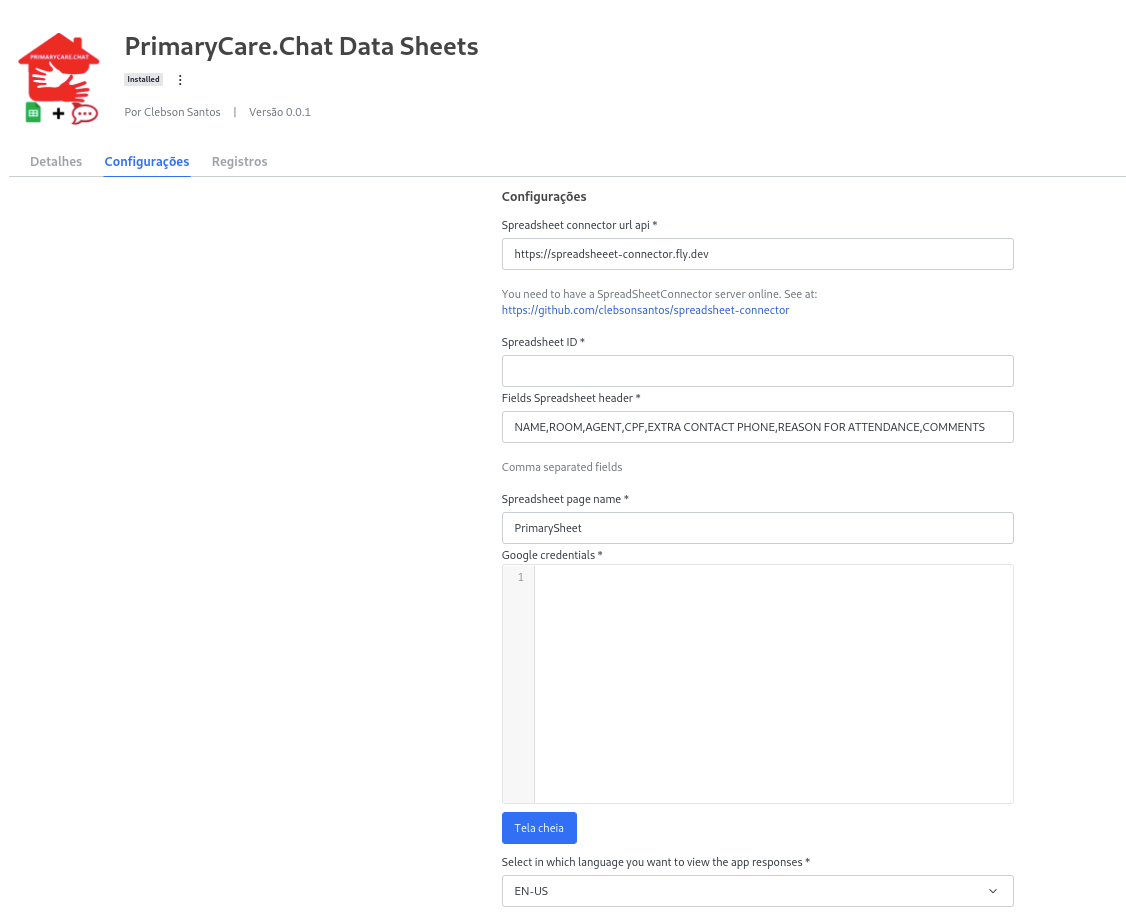 PrimaryCare.Chat Data Sheets
PRIMARYCARE.CHAT
Installed
Por Clebson Santos | Versão 0.0.1
Detalhes Configurações Registros
Configurações
Spreadsheet connector url api *
https://spreadsheeet-connector.fly.dev
You need to have a SpreadSheetConnector server online. See at:
https://github.com/clebsonsantos/spreadsheet-connector
Spreadsheet ID *
Fields Spreadsheet header *
NAME,ROOM,AGENT,CPF,EXTRA CONTACT PHONE,REASON FOR ATTENDANCE,COMMENTS
Comma separated fields
Spreadsheet page name *
PrimarySheet
Google credentials *
1
Tela cheia
Select in which language you want to view the app responses *
EN-US